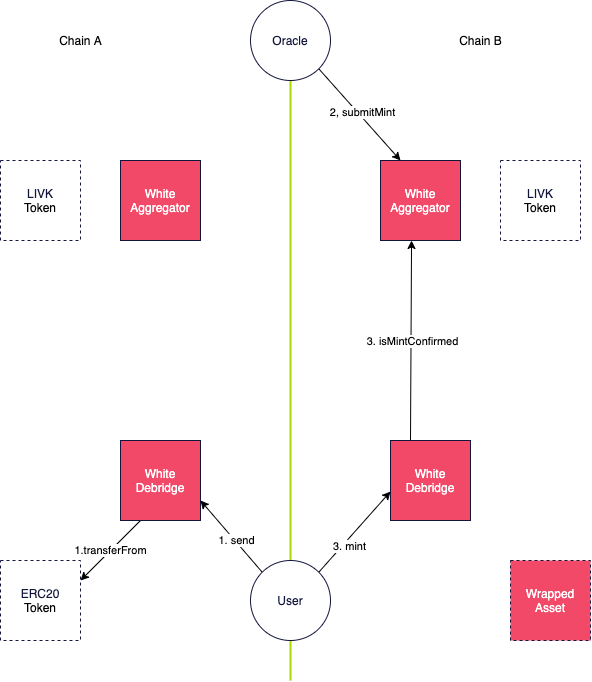 Chain A
Oracle
Chain B
2, submitMint
LIVK
Token
White
Aggregator
White
Aggregator
LIVK
Token
3. isMintConfirmed
White
Debridge
White
Debridge
1. send
3. mint
1.transferFrom
ERC20
Token
User
Wrapped
Asset